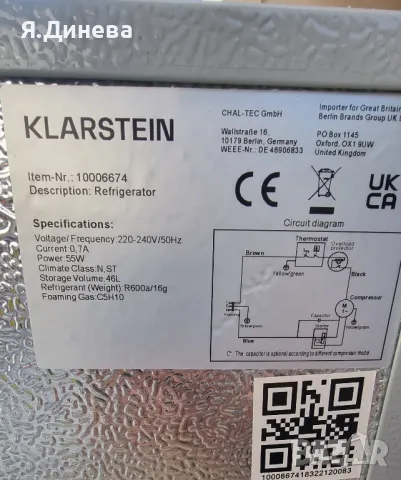 Я.Динева
KLARSTEIN
CHAL-TEC GmbH
Wallstraße 16,
10179 Berlin, Germany
WEEE-Nr.: DE 46906833
Importer for Great Britain
Berlin Brands Group UK
PO Box 1145
Oxford, OX1 9UW
United Kingdom
Item-Nr.: 10006674
Description: Refrigerator
CE
UK
CA
Specifications:
Voltage/ Frequency:220-240V/50Hz
Current:0,7A
Power 55W
Climate Class:N,ST
Storage Volume:46L
Refrigerant (Weight):R600a/16g
Foaming Gas:C5H10
Circuit diagram
Thermostat
Overload
protector
Brown
Yellow/green
Yellow/green
Black
Compressor
Capacitor
M
1~
Starter
Yellow/green
Blue
C*: The capacitor is optional according to different compressor model
1000667418322120083